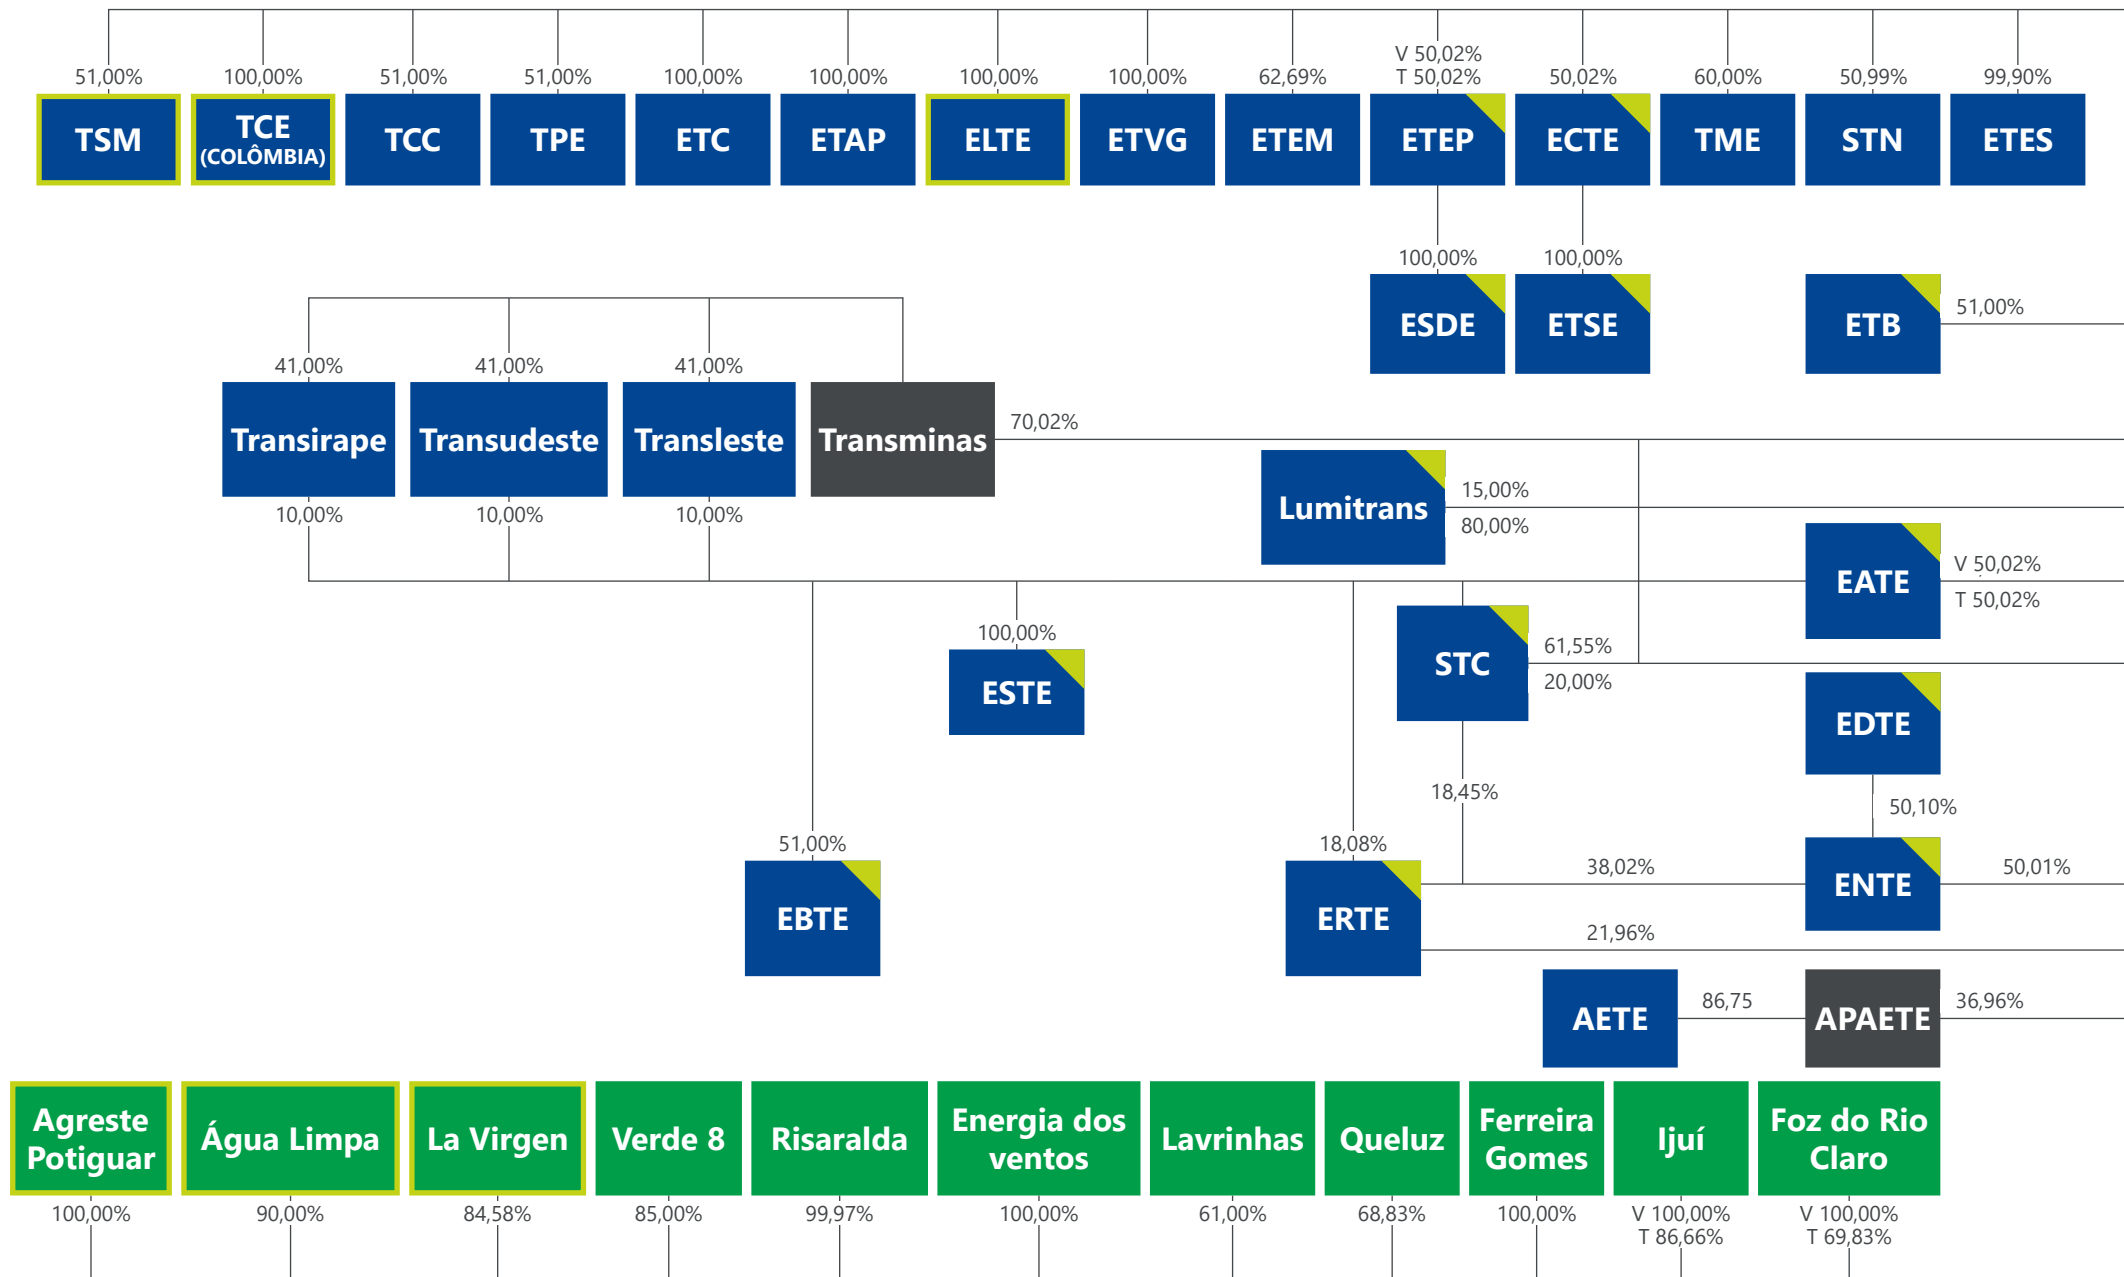 V 50,02%
51,00% 100,00% 51,00% 51,00% 100,00% 100,00% 100,00% 100,00% 62,69% T 50,02% 50,02% 60,00% 50,99% 99,90%
TSM TCE TCC TPE ETC ETAP ELTE ETVG ETEM ETEP ECTE TME STN ETES
(COLÔMBIA)
100,00% 100,00%
ESDE ETSE ETB 51,00%
41,00% 41,00% 41,00%
Transirape Transudeste Transleste Transminas 70,02%
10,00% 10,00% 10,00%
Lumitrans 15,00%
80,00%
EATE V 50,02%
T 50,02%
100,00%
ESTE
STC 61,55%
20,00%
EDTE
18,45%
50,10%
51,00% 18,08%
EBTE ERTE 38,02% ENTE 50,01%
21,96%
AETE 86,75 APAETE 36,96%
Agreste
Potiguar
Água Limpa
La Virgen
Verde 8
Risaralda
Energia dos
ventos
Lavrinhas
Queluz
Ferreira
Gomes
Ijuí
Foz do Rio
Claro
100,00% 90,00% 84,58% 85,00% 99,97% 100,00% 61,00% 68,83% 100,00% V 100,00% V 100,00%
T 86,66% T 69,83%